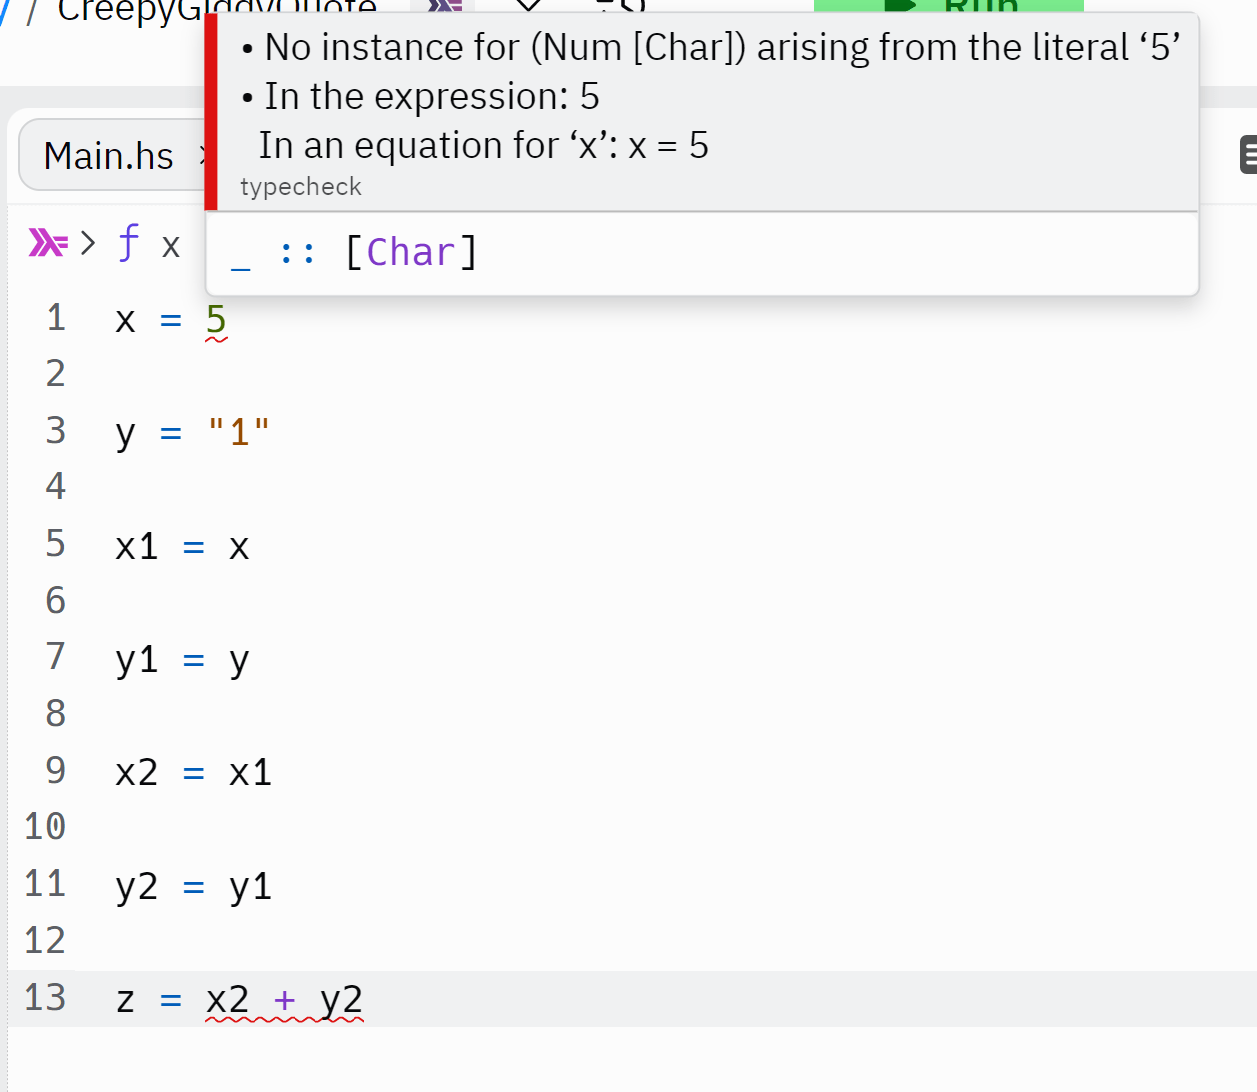 / CreepyGiddyQuote Run
• No instance for (Num [Char]) arising from the literal ‘5’
• In the expression: 5
In an equation for ‘x’: x = 5
typecheck
_ :: [Char]
Main.hs
> ƒ x
1 x = 5
2
3 y = "1"
4
5 x1 = x
6
7 y1 = y
8
9 x2 = x1
10
11 y2 = y1
12
13 z = x2 + y2